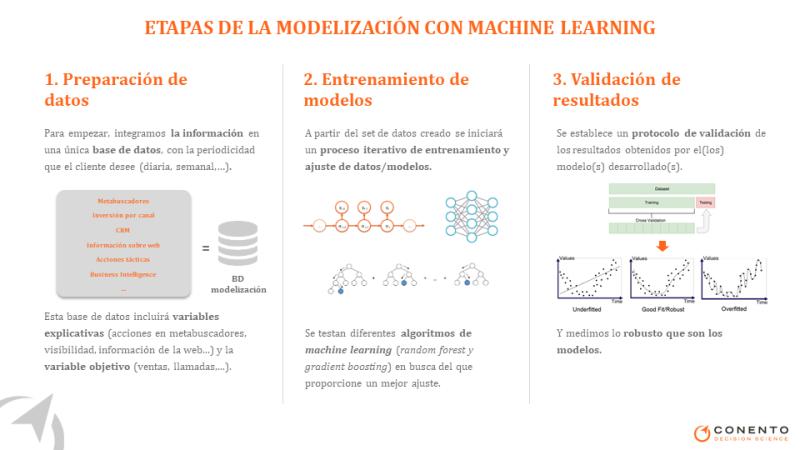 ETAPAS DE LA MODELIZACIÓN CON MACHINE LEARNING
1. Preparación de
datos
Para empezar, integramos la información en
una única base de datos, con la periodicidad
que el cliente desee (diaria, semanal,...).
Metabuscadores
Inversión por canal
CRM
Información sobre web
Acciones tácticas
Business Intelligence
...
=
BD
modelización
Esta base de datos incluirá variables
explicativas (acciones en metabuscadores,
visibilidad, información de la web...) y la
variable objetivo (ventas, llamadas,...).
2. Entrenamiento de
modelos
A partir del set de datos creado se iniciará
un proceso iterativo de entrenamiento y
ajuste de datos/modelos.
Se testan diferentes algoritmos de
machine learning (random forest y
gradient boosting) en busca del que
proporcione un mejor ajuste.
3. Validación de
resultados
Se establece un protocolo de validación de
los resultados obtenidos por el(los)
modelo(s) desarrollado(s).
Dataset
Training
Testing
Cross Validation
Values
Time
Underfitted
Values
Time
Good Fit/Robust
Values
Time
Overfitted
Y medimos lo robusto que son los
modelos.
CONENTO
DECISION SCIENCE